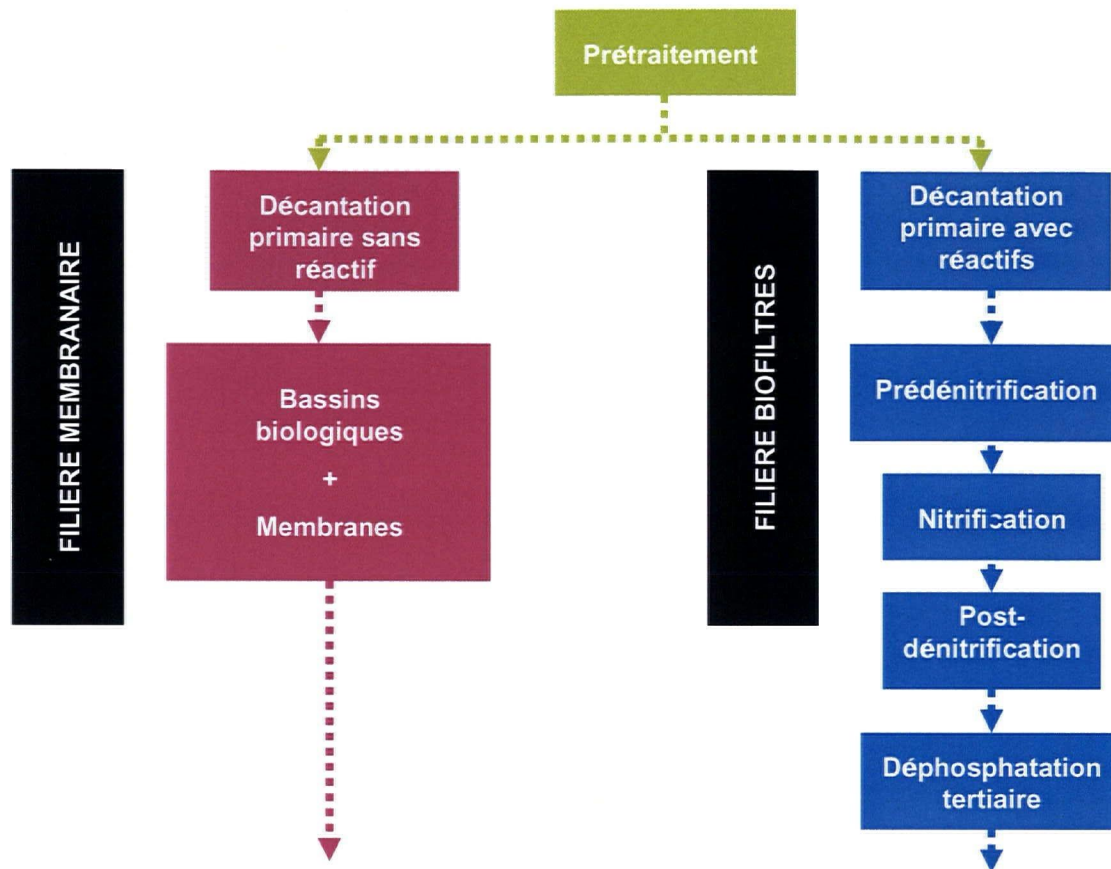 Prétraitement
FILIERE MEMBRANAIRE
Décantation
primaire sans
réactif
Bassins
biologiques
+
Membranes
FILIERE BIOFILTRES
Décantation
primaire avec
réactifs
Prédénitrification
Nitrification
Post-
dénitrification
Déphosphatation
tertiaire